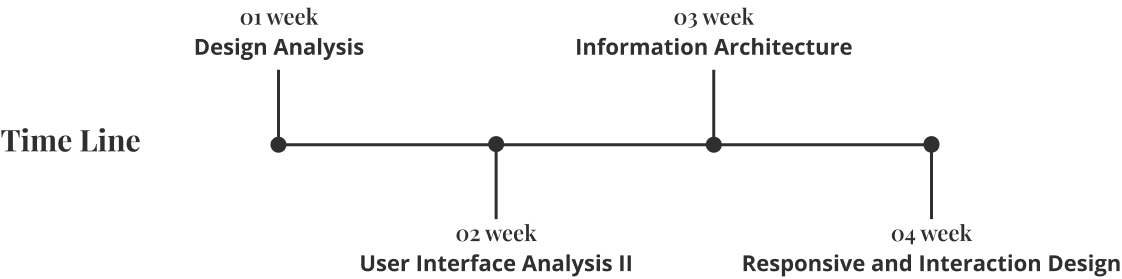 01 week
Design Analysis
03 week
Information Architecture
Time Line
02 week
User Interface Analysis II
04 week
Responsive and Interaction Design